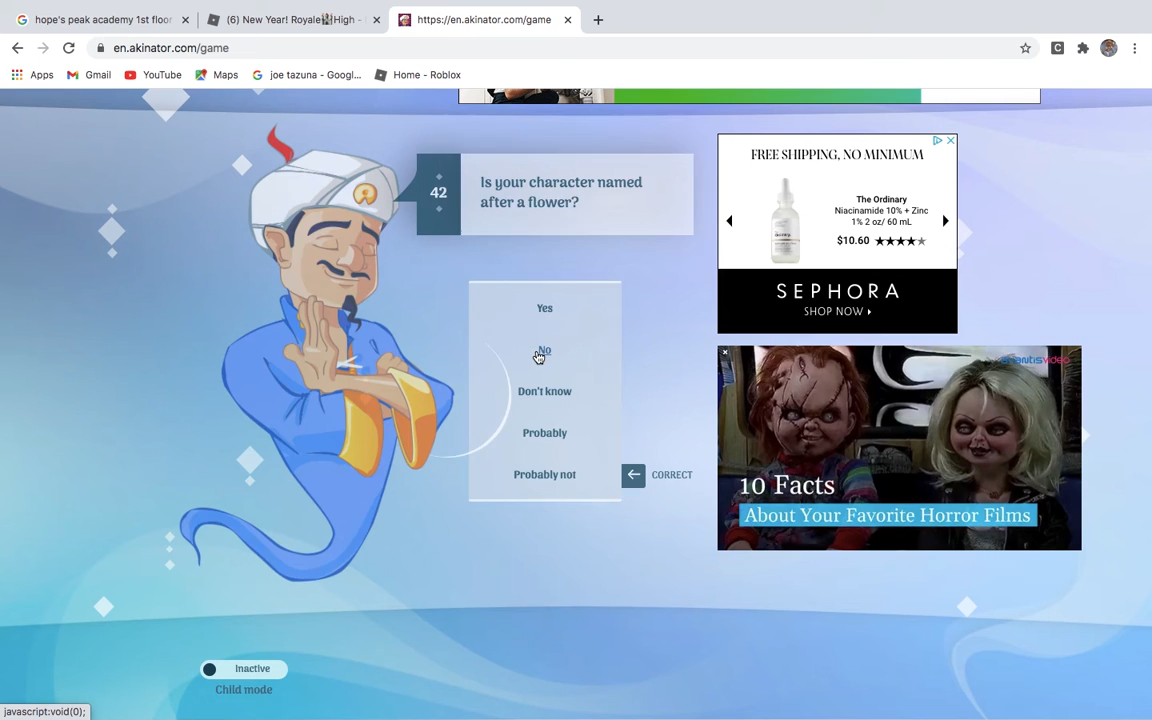 hope's peak academy 1st floor
(6) New Year! Royale High -
https://en.akinator.com/game
en.akinator.com/game
Apps
Gmail
YouTube
Maps
joe tazuna - Googl...
Home - Roblox
42
Is your character named
after a flower?
Yes
No
Don't know
Probably
Probably not
CORRECT
FREE SHIPPING, NO MINIMUM
The Ordinary
Niacinamide 10% + Zinc
1% 2 oz/ 60 mL
$10.60
SEPHORA
SHOP NOW
10 Facts
About Your Favorite Horror Films
Inactive
Child mode
javascript:void(0);